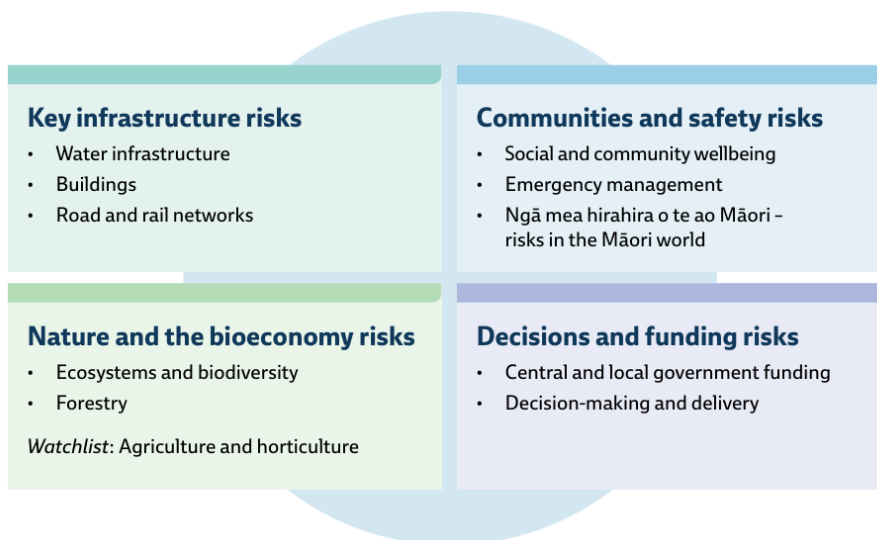 Key infrastructure risks
• Water infrastructure
• Buildings
• Road and rail networks
Communities and safety risks
• Social and community wellbeing
• Emergency management
• Ngā mea hirahira o te ao Māori –
risks in the Māori world
Nature and the bioeconomy risks
• Ecosystems and biodiversity
• Forestry
Watchlist: Agriculture and horticulture
Decisions and funding risks
• Central and local government funding
• Decision-making and delivery